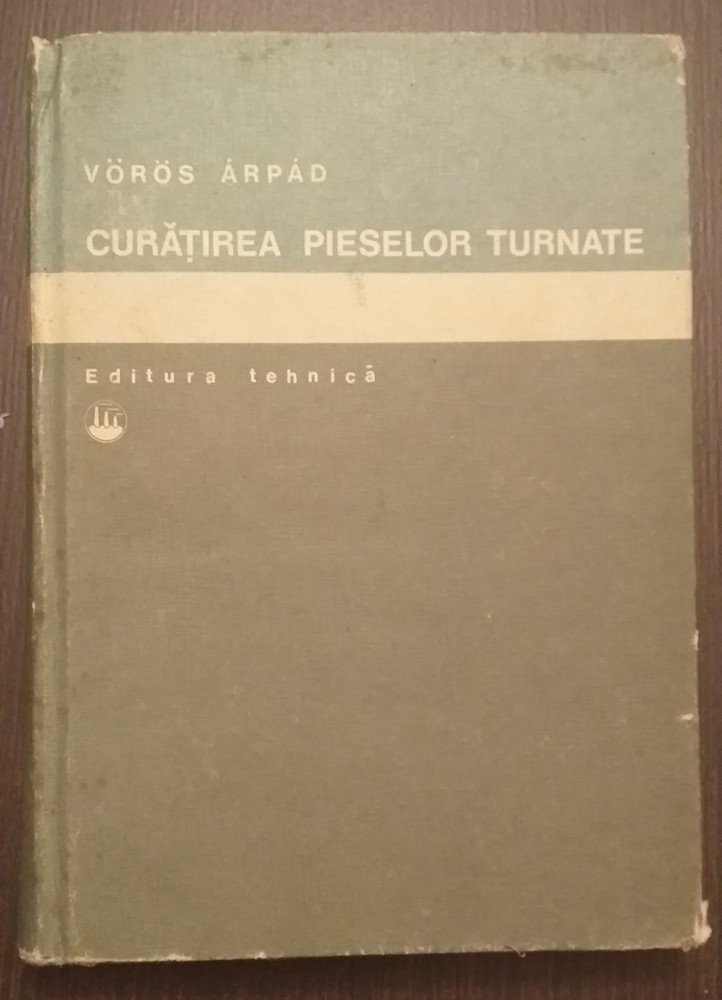 VÖRÖS ÁRPÁD
CURĂȚIREA PIESELOR TURNATE
Editura tehnică